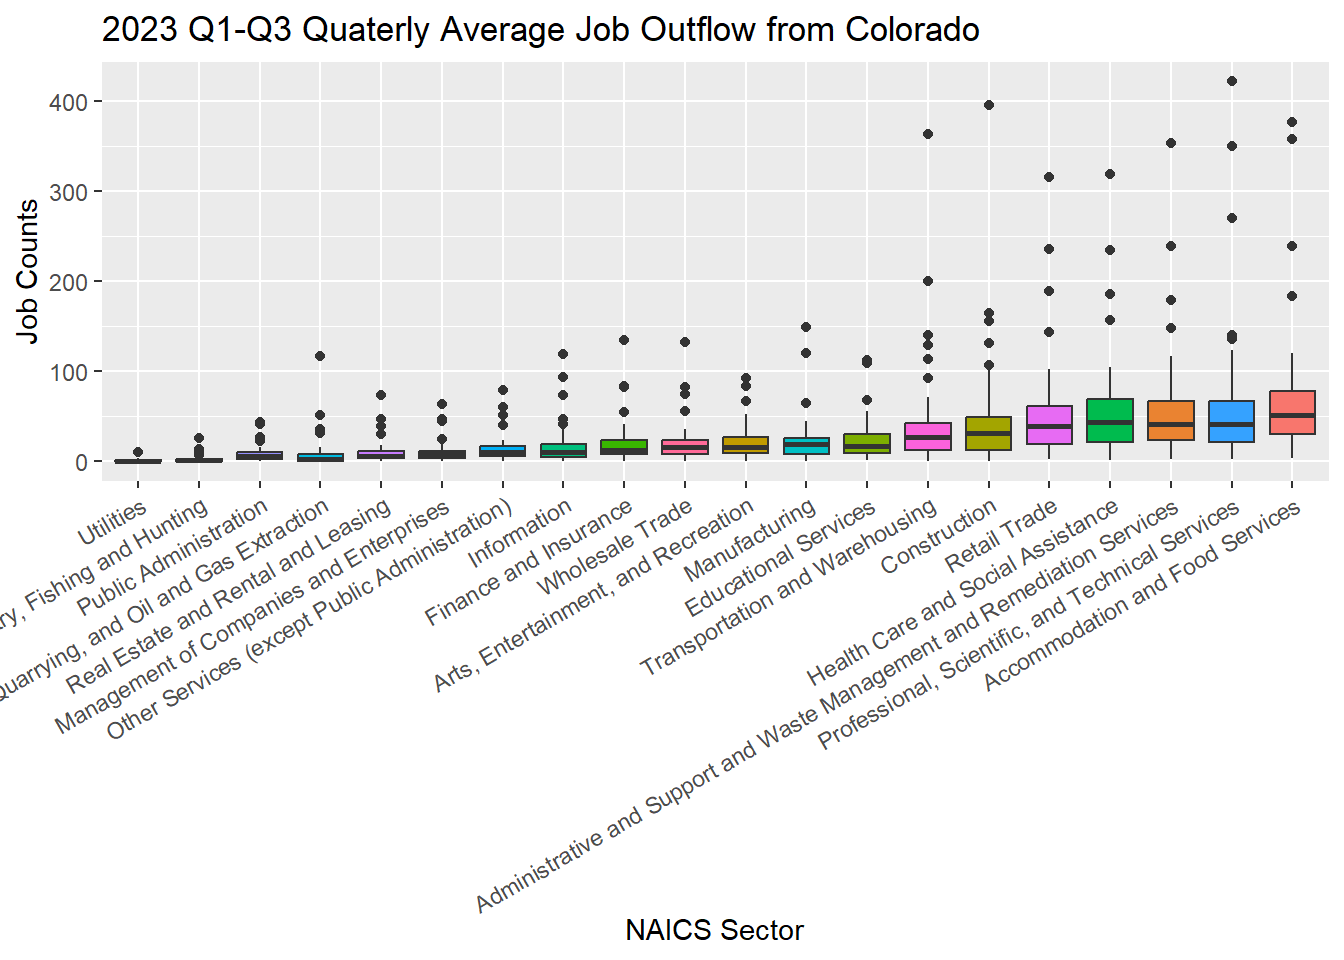 2023 Q1-Q3 Quaterly Average Job Outflow from Colorado
Job Counts
400
300
200
100
0
Utilities
Fishing and Hunting
Public Administration
Quarrying, and Oil and Gas Extraction
Real Estate and Rental and Leasing
Management of Companies and Enterprises
Other Services (except Public Administration)
Information
Finance and Insurance
Wholesale Trade
Arts, Entertainment, and Recreation
Manufacturing
Educational Services
Transportation and Warehousing
Construction
Retail Trade
Health Care and Social Assistance
Administrative and Support and Waste Management and Remediation Services
Professional, Scientific, and Technical Services
Accommodation and Food Services
NAICS Sector